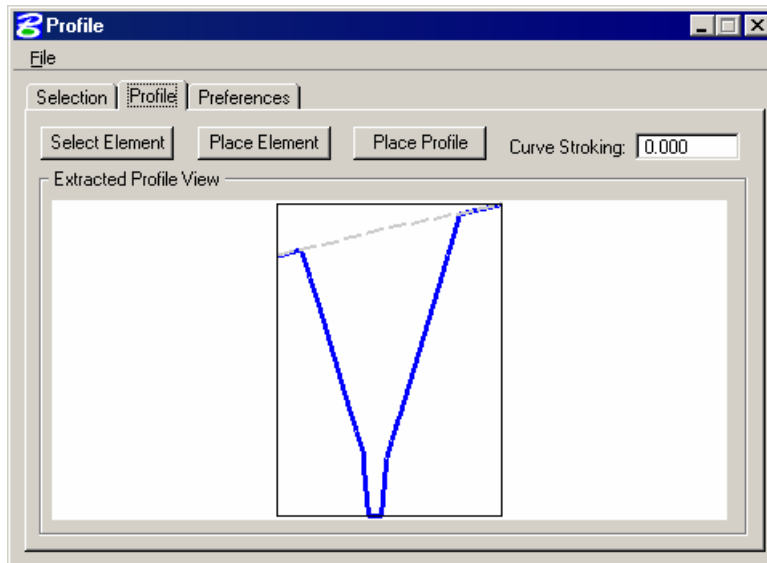 Profile
File
Selection Profile Preferences
Select Element Place Element Place Profile Curve Stroking: 0.000
Extracted Profile View